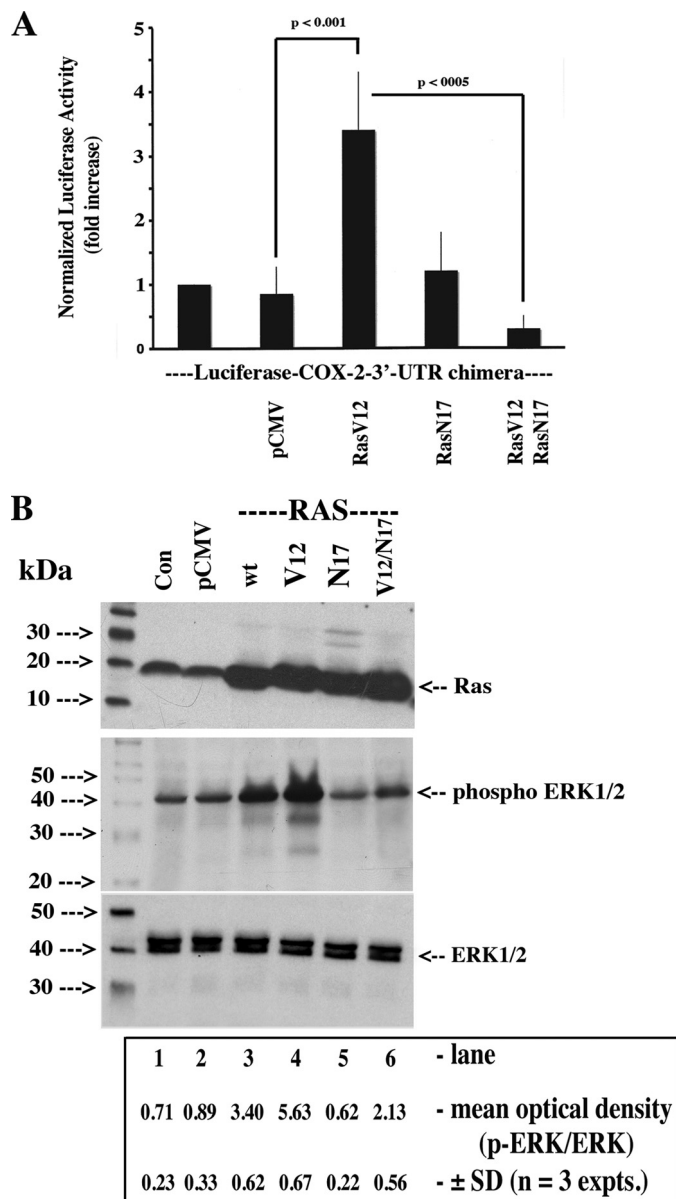 A
p < 0.001
p < 0005
Normalized Luciferase Activity
(fold increase)
5
4
3
2
1
0
----Luciferase-COX-2-3'-UTR chimera----
pCMV
RasV12
RasN17
RasV12
RasN17
B
-----RAS-----
kDa
Con
pCMV
wt
V12
N17
V12/N17
30 --->
20 --->
10 --->
<-- Ras
50 --->
40 --->
30 --->
20 --->
<-- phospho ERK1/2
50 --->
40 --->
30 --->
<-- ERK1/2
1 2 3 4 5 6 - lane
0.71 0.89 3.40 5.63 0.62 2.13 - mean optical density
(p-ERK/ERK)
0.23 0.33 0.62 0.67 0.22 0.56 - ± SD (n = 3 expts.)